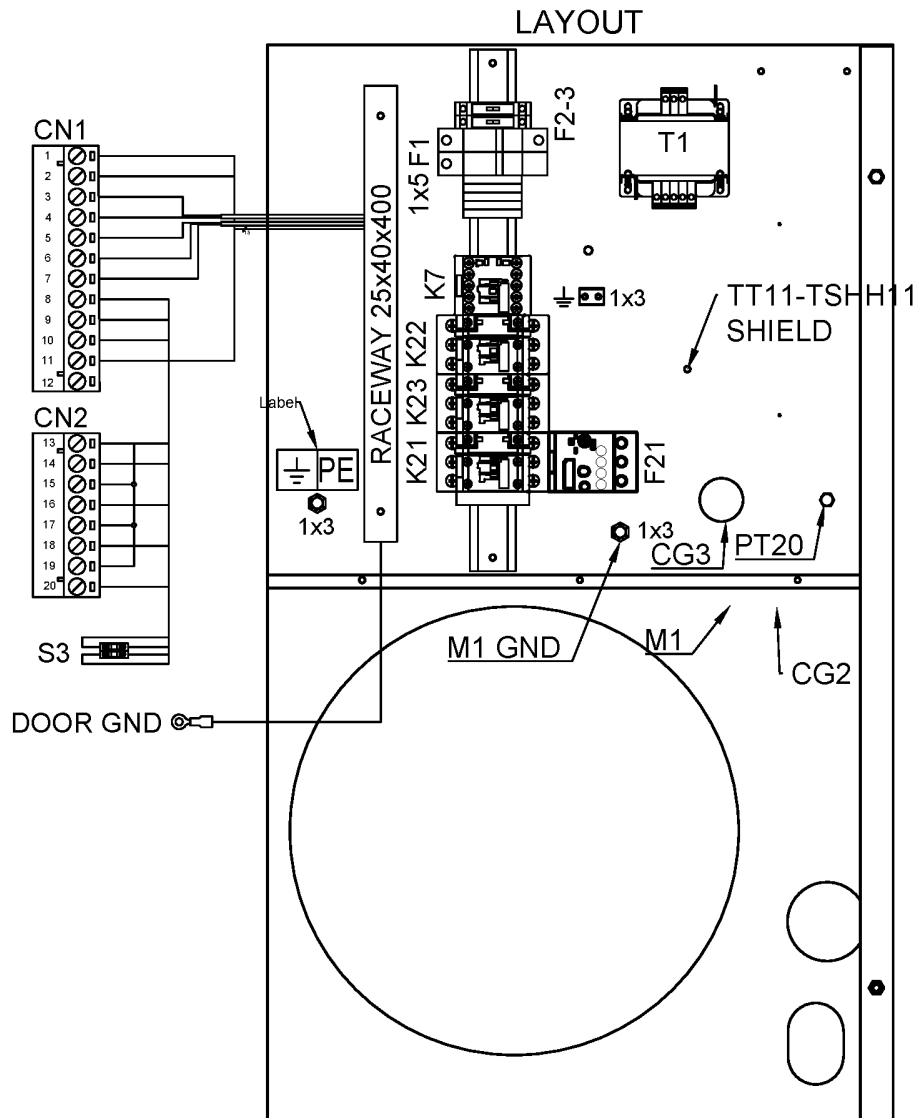 LAYOUT
CN1
1
2
3
4
5
6
7
8
9
10
11
12
CN2
13
14
15
16
17
18
19
20
S3
DOOR GND
Label
PE
1x3
RACEWAY 25x40x400
1x5 F1
F2-3
T1
K7
1x3
K22
K23
K21
F21
TT11-TSHH11
SHIELD
1x3
CG3
PT20
M1 GND
M1
CG2